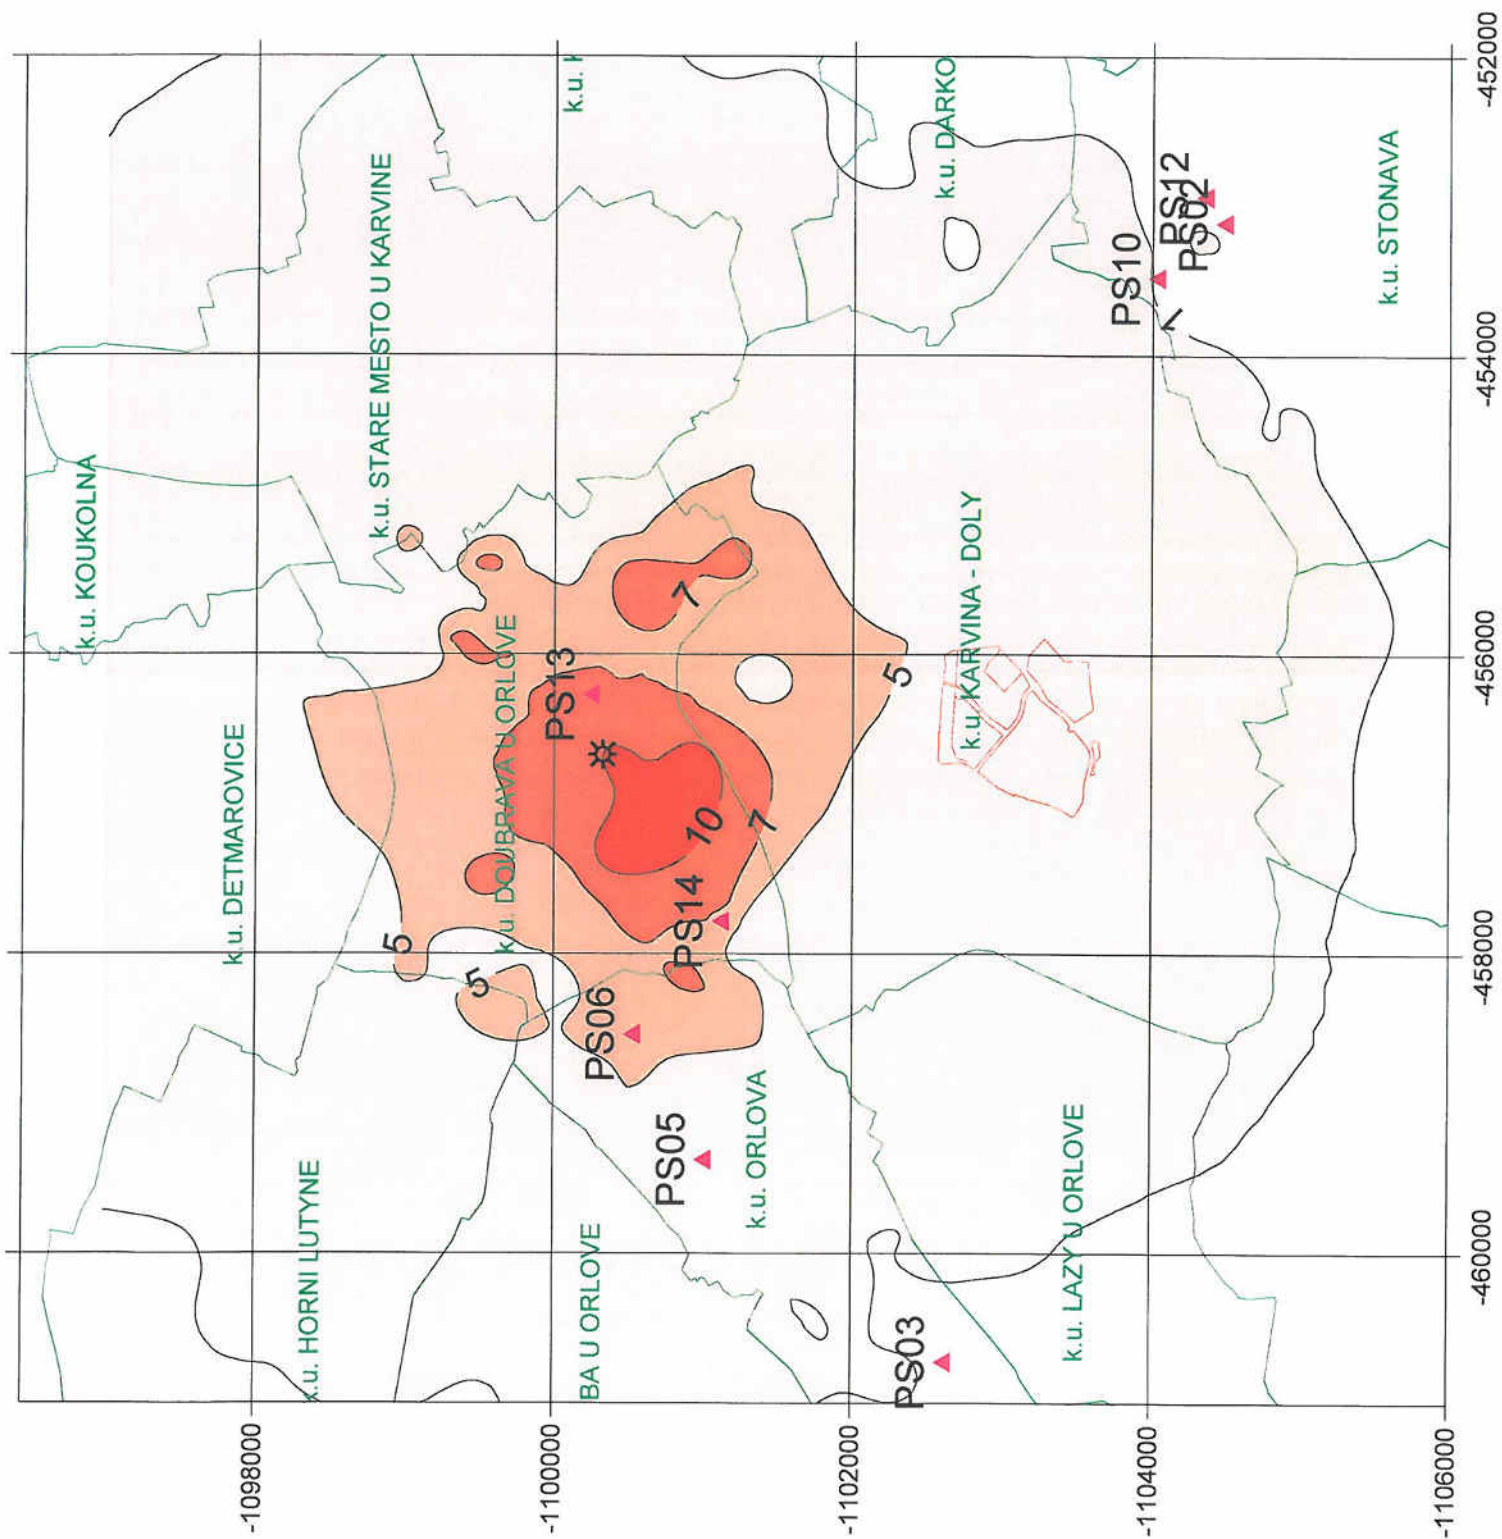 -452000
-454000
-456000
-458000
-460000
-1098000
-1100000
-1102000
-1104000
-1106000
k.u. KOUKOLNA
k.u. STARE MESTO U KARVINE
k.u. DETMAROVICE
k.u. DOUBRAVA U ORLOVE
k.u. DARKO
k.u. STONAVA
k.u. KARVINA - DOLY
k.u. HORNI LUTYNE
BA U ORLOVE
k.u. ORLOVA
k.u. LAZY U ORLOVE
PS12
PS02
PS10
PS13
PS14
PS06
PS05
PS03
5
5
5
7
7
10